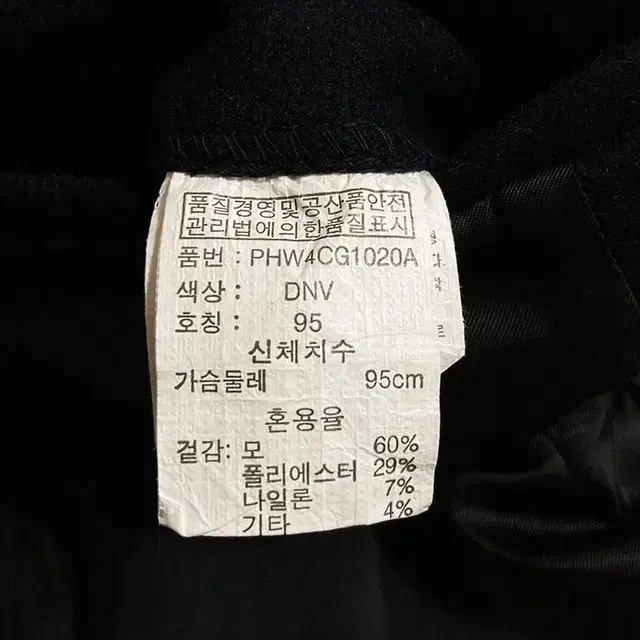 품질경영및공산품안전
관리법에의한품질표시
품번 : PHW4CG1020A
색상 : DNV
호칭 : 95
신체치수
가슴둘레 95cm
혼용율
겉감: 모 60%
폴리에스터 29%
나일론 7%
기타 4%